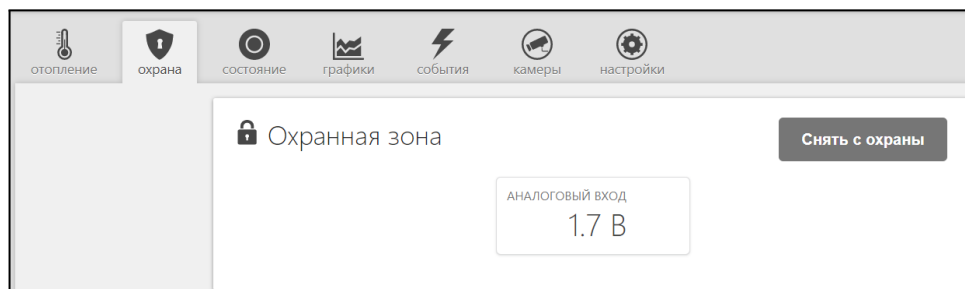 отопление охрана состояние графики события камеры настройки
Охранная зона Снять с охраны
АНАЛОГОВЫЙ ВХОД
1.7 В